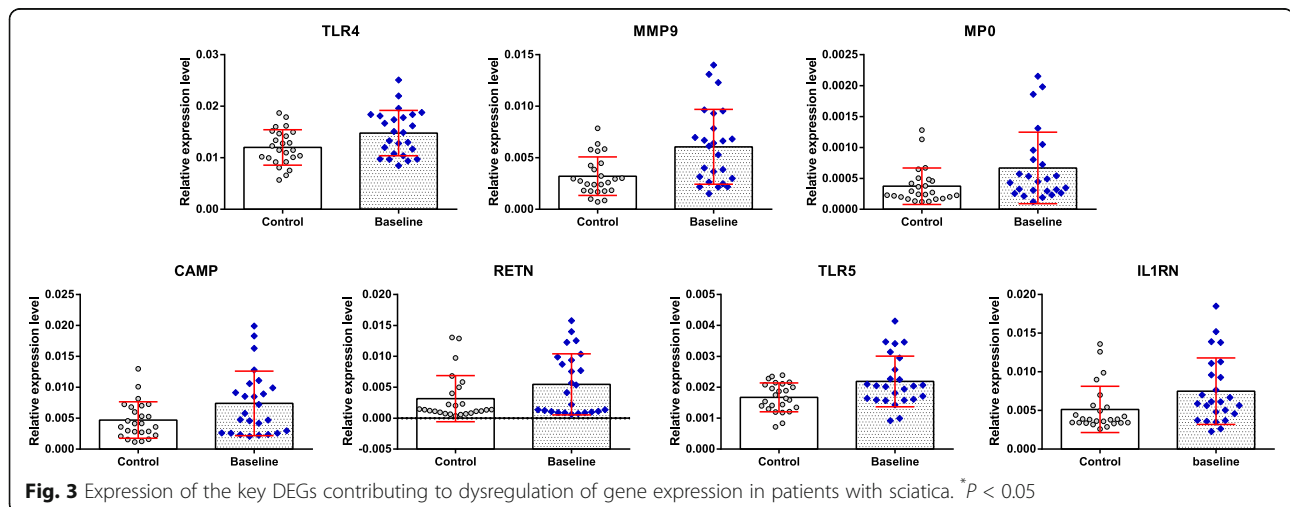 TLR4
Relative expression level
0.03
0.02
0.01
0.00
Control
Baseline
MMP9
Relative expression level
0.015
0.010
0.005
0.000
Control
Baseline
MP0
Relative expression level
0.0025
0.0020
0.0015
0.0010
0.0005
0.0000
Control
Baseline
CAMP
Relative expression level
0.025
0.020
0.015
0.010
0.005
0.000
Control
Baseline
RETN
Relative expression level
0.020
0.015
0.010
0.005
0.000
-0.005
Control
Baseline
TLR5
Relative expression level
0.005
0.004
0.003
0.002
0.001
0.000
Control
Baseline
IL1RN
Relative expression level
0.020
0.015
0.010
0.005
0.000
Control
baseline
Fig. 3 Expression of the key DEGs contributing to dysregulation of gene expression in patients with sciatica. *P < 0.05